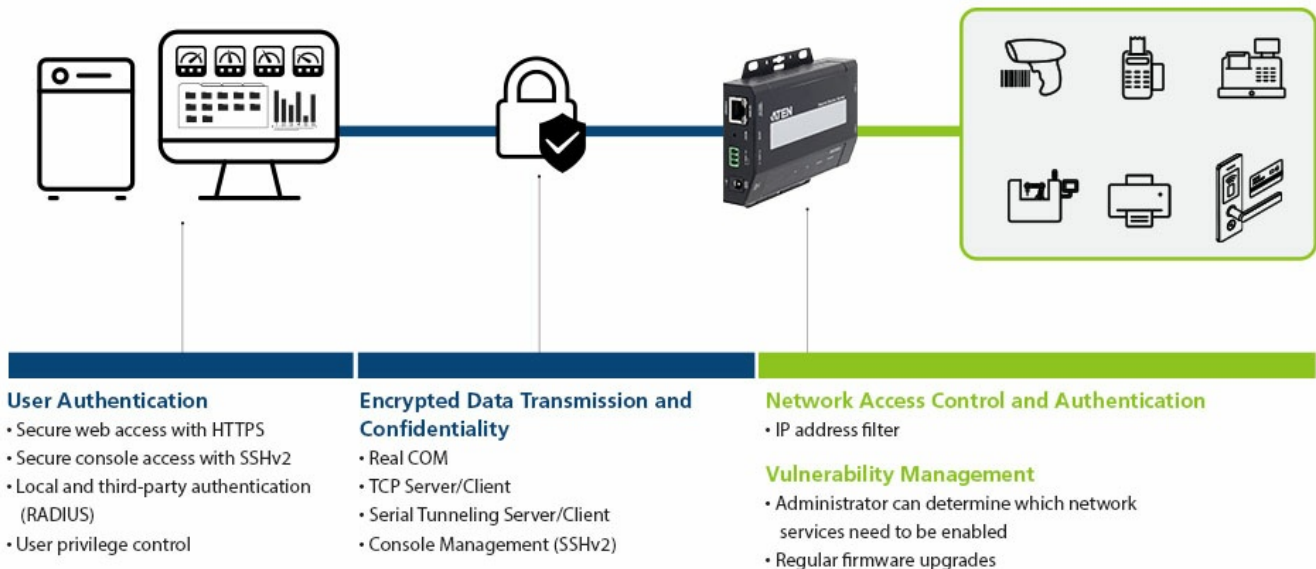 ATEN
User Authentication
• Secure web access with HTTPS
• Secure console access with SSHv2
• Local and third-party authentication
(RADIUS)
• User privilege control
Encrypted Data Transmission and
Confidentiality
• Real COM
• TCP Server/Client
• Serial Tunneling Server/Client
• Console Management (SSHv2)
Network Access Control and Authentication
• IP address filter
Vulnerability Management
• Administrator can determine which network
services need to be enabled
• Regular firmware upgrades